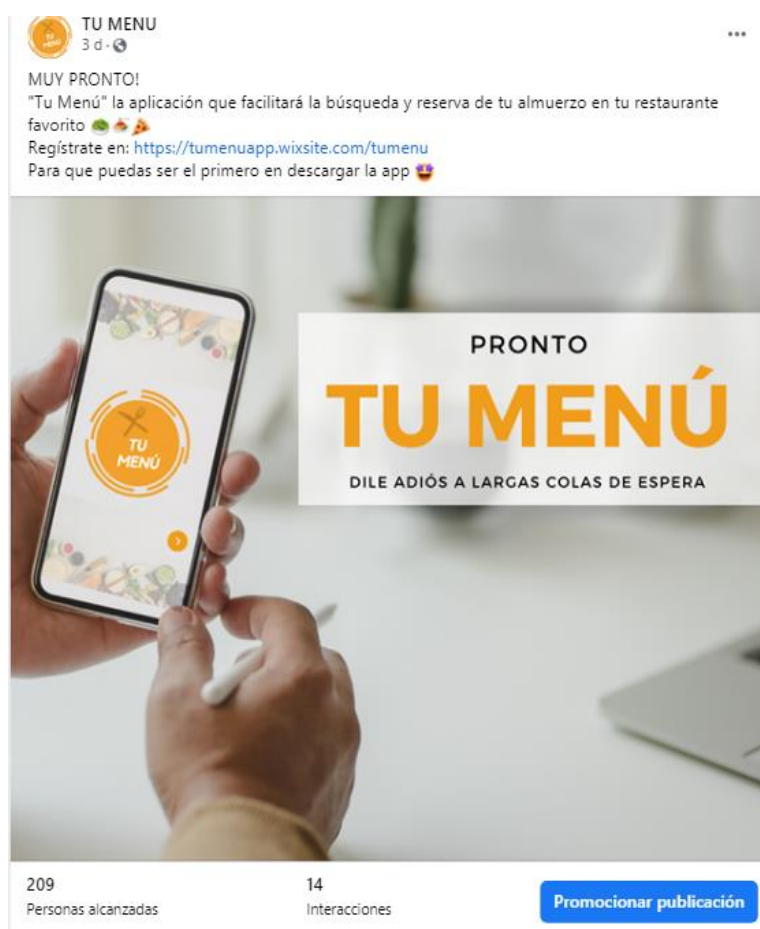 TU MENU
3 d ·
MUY PRONTO!
"Tu Menú" la aplicación que facilitará la búsqueda y reserva de tu almuerzo en tu restaurante
favorito 🥗🍝🍕
Regístrate en: https://tumenuapp.wixsite.com/tumenu
Para que puedas ser el primero en descargar la app 🤩
TU
MENÚ
PRONTO
TU MENÚ
DILE ADIÓS A LARGAS COLAS DE ESPERA
209
Personas alcanzadas
14
Interacciones
Promocionar publicación